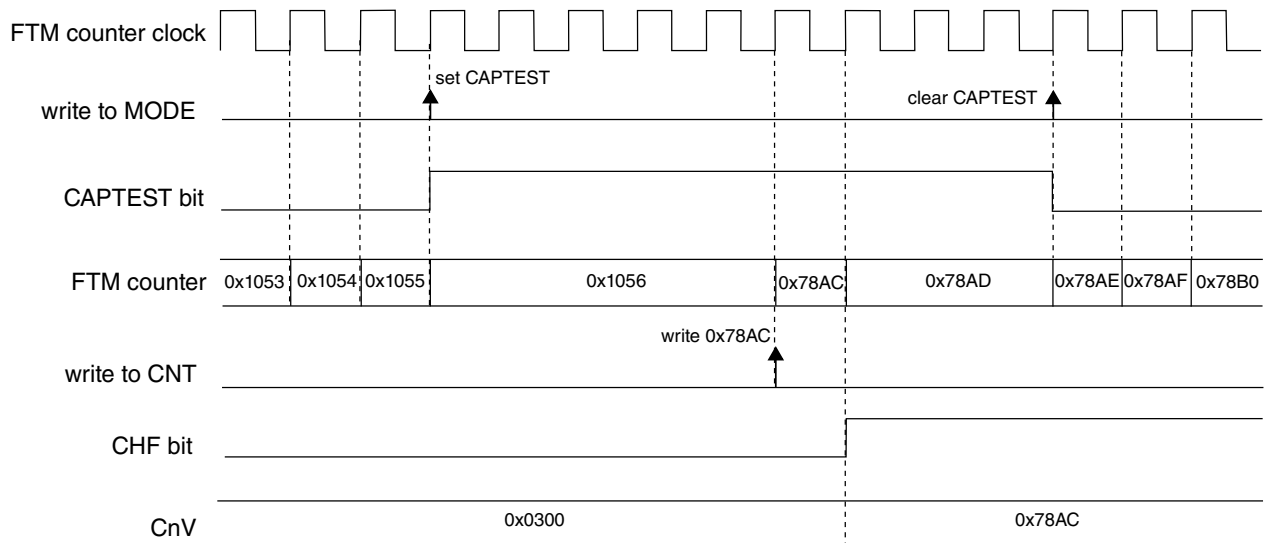 FTM counter clock
set CAPTEST
clear CAPTEST
write to MODE
CAPTEST bit
FTM counter 0x1053 0x1054 0x1055 0x1056 0x78AC 0x78AD 0x78AE 0x78AF 0x78B0
write 0x78AC
write to CNT
CHF bit
CnV 0x0300 0x78AC